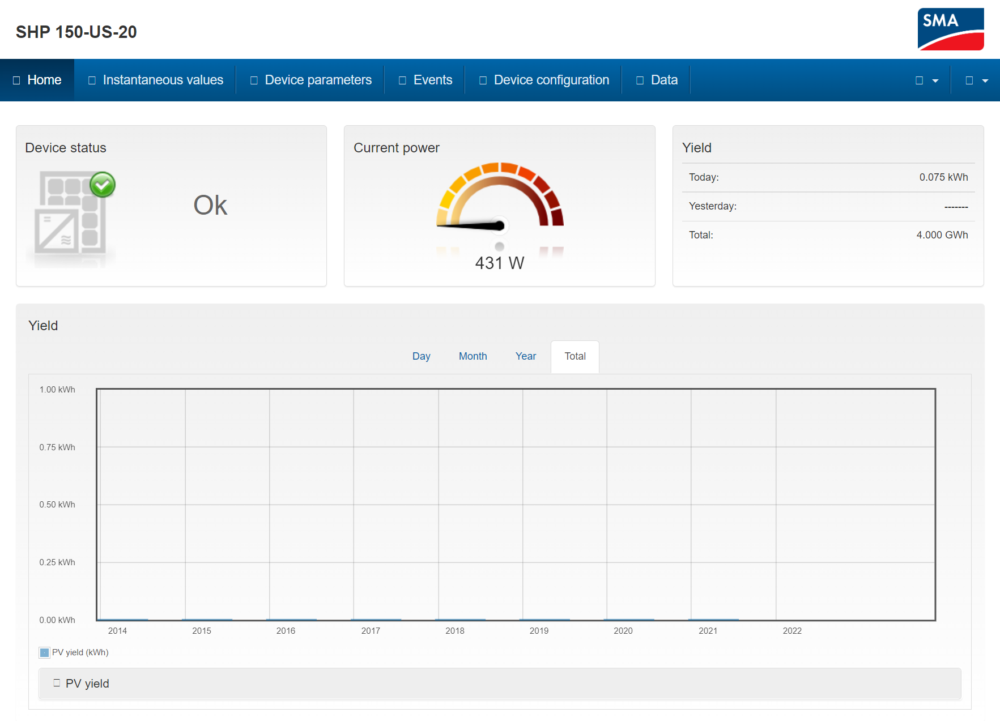 SHP 150-US-20
SMA
Home
Instantaneous values
Device parameters
Events
Device configuration
Data
Device status
Ok
Current power
431 W
Yield
Today: 0.075 kWh
Yesterday: -------
Total: 4.000 GWh
Yield
Day Month Year Total
1.00 kWh
0.75 kWh
0.50 kWh
0.25 kWh
0.00 kWh
2014 2015 2016 2017 2018 2019 2020 2021 2022
PV yield (kWh)
PV yield